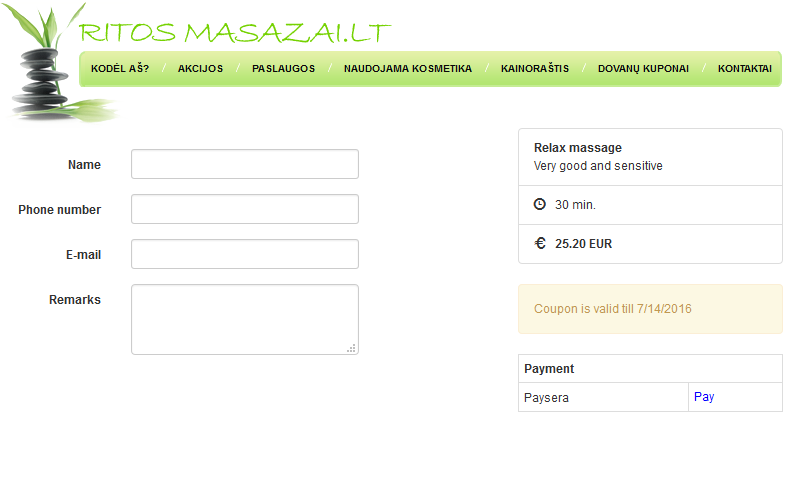 RITOS MASAZAI.LT
KODĖL AŠ? / AKCIJOS / PASLAUGOS / NAUDOJAMA KOSMETIKA / KAINORAŠTIS / DOVANŲ KUPONAI / KONTAKTAI
Name
Phone number
E-mail
Remarks
Relax massage
Very good and sensitive
30 min.
€ 25.20 EUR
Coupon is valid till 7/14/2016
Payment
Paysera Pay